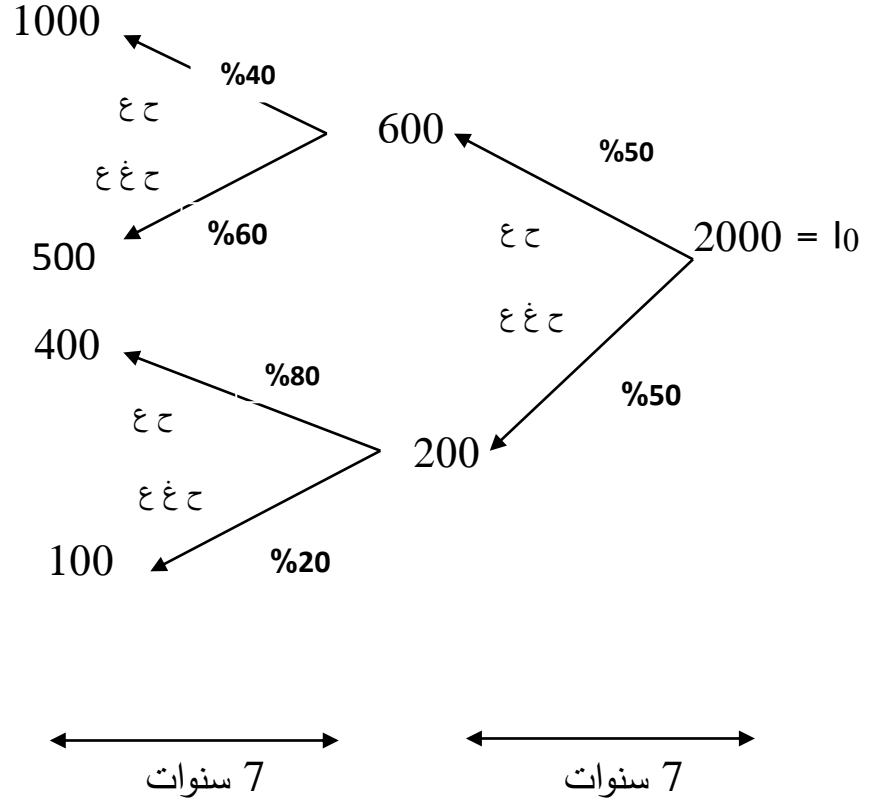 1000
%40
ح ع
600
%50
ح غ ع
%60
ح ع
2000 = I0
500
ح غ ع
400
%80
%50
ح ع
200
ح غ ع
100
%20
7 سنوات
7 سنوات